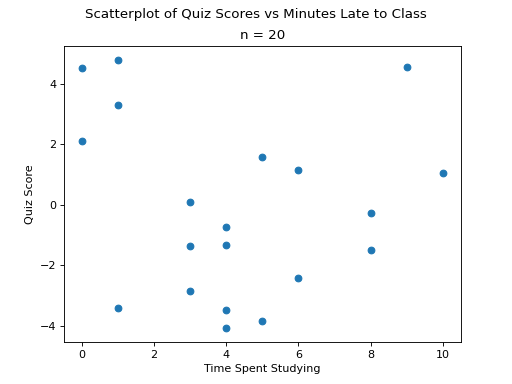 Scatterplot of Quiz Scores vs Minutes Late to Class
n = 20
4
2
0
−2
−4
Quiz Score
0 2 4 6 8 10
Time Spent Studying